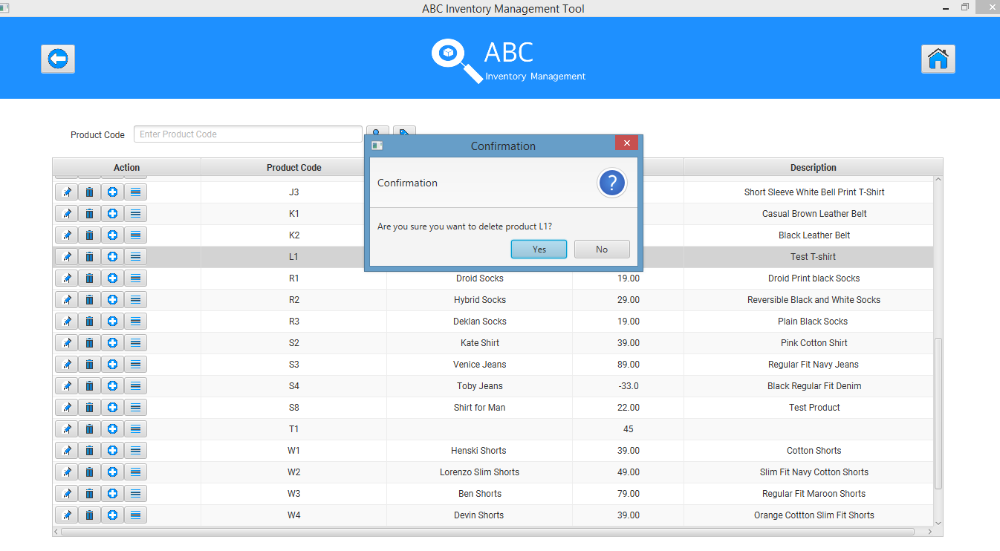 ABC Inventory Management Tool
ABC
Inventory Management
Product Code Enter Product Code
Confirmation
Confirmation
?
Are you sure you want to delete product L1?
Yes No
Action Product Code Description
J3 Short Sleeve White Bell Print T-Shirt
K1 Casual Brown Leather Belt
K2 Black Leather Belt
L1 Test T-shirt
R1 Droid Socks 19.00 Droid Print black Socks
R2 Hybrid Socks 29.00 Reversible Black and White Socks
R3 Deklan Socks 19.00 Plain Black Socks
S2 Kate Shirt 39.00 Pink Cotton Shirt
S3 Venice Jeans 89.00 Regular Fit Navy Jeans
S4 Toby Jeans -33.0 Black Regular Fit Denim
S8 Shirt for Man 22.00 Test Product
T1 45
W1 Henski Shorts 39.00 Cotton Shorts
W2 Lorenzo Slim Shorts 49.00 Slim Fit Navy Cotton Shorts
W3 Ben Shorts 79.00 Regular Fit Maroon Shorts
W4 Devin Shorts 39.00 Orange Cottton Slim Fit Shorts